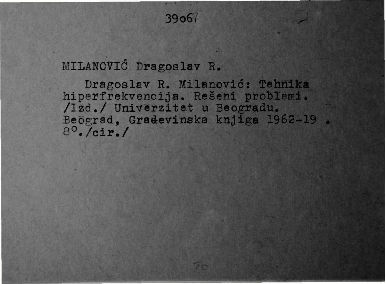 39067
MILANOVIĆ Dragoslav R.
Dragoslav R. Milanović: Tehnika
hiperfrekvencija. Rešeni problemi.
/Izd./ Univerzitet u Beogradu.
Beograd, Građevinska knjiga 1962-19 .
8°./cir./